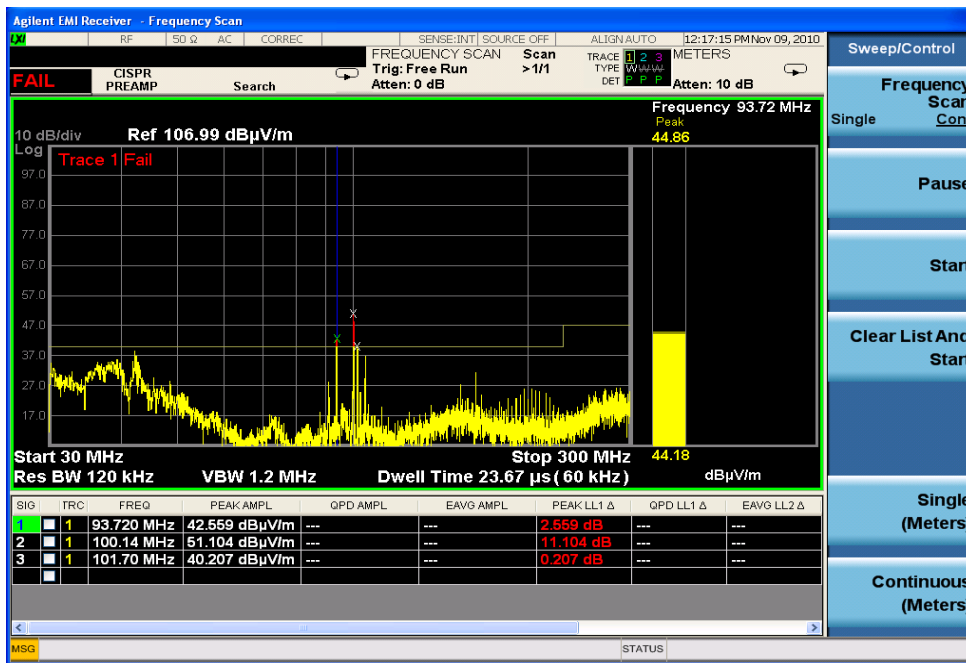 Agilent EMI Receiver - Frequency Scan
LXI RF 50 Ω AC CORREC SENSE:INT SOURCE OFF ALIGN AUTO 12:17:15 PM Nov 09, 2010
FAIL CISPR PREAMP Search
FREQUENCY SCAN Scan
Trig: Free Run >1/1
Atten: 0 dB
TRACE 1 2 3
TYPE W W W
DET P P P
METERS
Atten: 10 dB
Frequency 93.72 MHz
Peak
44.86
10 dB/div Ref 106.99 dBµV/m
Log
Trace 1 Fail
97.0
87.0
77.0
67.0
57.0
47.0
37.0
27.0
17.0
X
X
X
Start 30 MHz Stop 300 MHz
Res BW 120 kHz VBW 1.2 MHz Dwell Time 23.67 µs (60 kHz)
44.18
dBµV/m
SIG TRC FREQ PEAK AMPL QPD AMPL EAVG AMPL PEAK LL1 Δ QPD LL1 Δ EAVG LL2 Δ
1 1 93.720 MHz 42.559 dBµV/m --- --- 2.559 dB --- ---
2 1 100.14 MHz 51.104 dBµV/m --- --- 11.104 dB --- ---
3 1 101.70 MHz 40.207 dBµV/m --- --- 0.207 dB --- ---
MSG STATUS
Sweep/Control
Frequency
Scan
Single Con
Pause
Start
Clear List And
Start
Single
(Meters
Continuous
(Meters